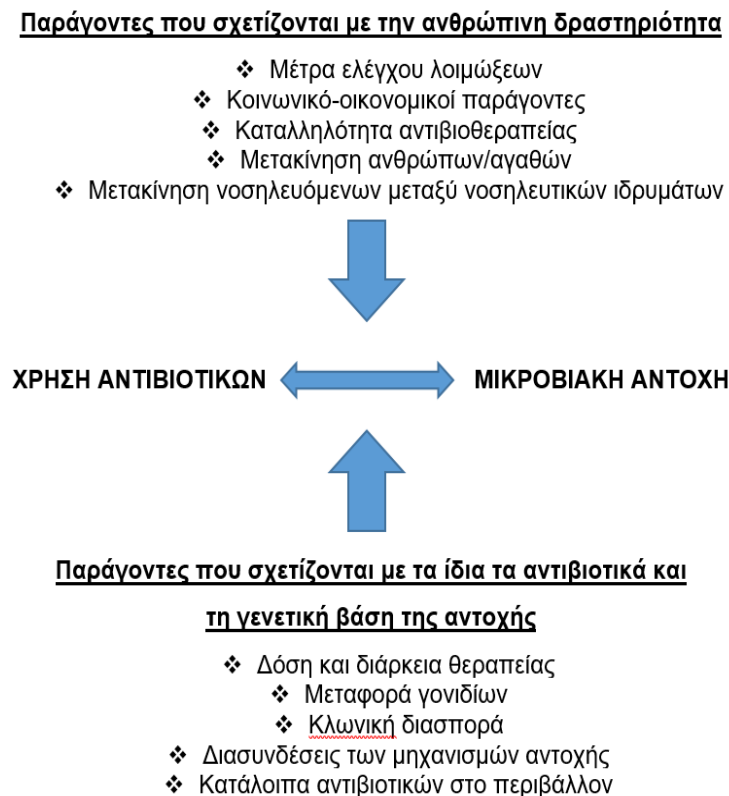 Παράγοντες που σχετίζονται με την ανθρώπινη δραστηριότητα
❖ Μέτρα ελέγχου λοιμώξεων
❖ Κοινωνικό-οικονομικοί παράγοντες
❖ Καταλληλότητα αντιβιοθεραπείας
❖ Μετακίνηση ανθρώπων/αγαθών
❖ Μετακίνηση νοσηλευόμενων μεταξύ νοσηλευτικών ιδρυμάτων
ΧΡΗΣΗ ΑΝΤΙΒΙΟΤΙΚΩΝ ΜΙΚΡΟΒΙΑΚΗ ΑΝΤΟΧΗ
Παράγοντες που σχετίζονται με τα ίδια τα αντιβιοτικά και
τη γενετική βάση της αντοχής
❖ Δόση και διάρκεια θεραπείας
❖ Μεταφορά γονιδίων
❖ Κλωνική διασπορά
❖ Διασυνδέσεις των μηχανισμών αντοχής
❖ Κατάλοιπα αντιβιοτικών στο περιβάλλον